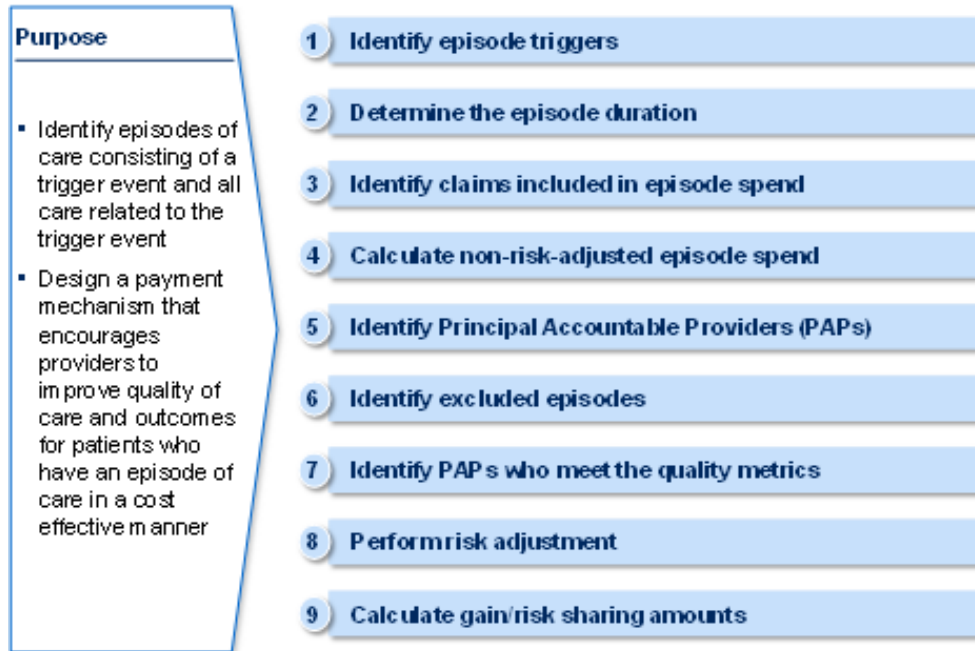 Purpose
▪ Identify episodes of
care consisting of a
trigger event and all
care related to the
trigger event
▪ Design a payment
mechanism that
encourages
providers to
improve quality of
care and outcomes
for patients who
have an episode of
care in a cost
effective manner
1 Identify episode triggers
2 Determine the episode duration
3 Identify claims included in episode spend
4 Calculate non-risk-adjusted episode spend
5 Identify Principal Accountable Providers (PAPs)
6 Identify excluded episodes
7 Identify PAPs who meet the quality metrics
8 Perform risk adjustment
9 Calculate gain/risk sharing amounts